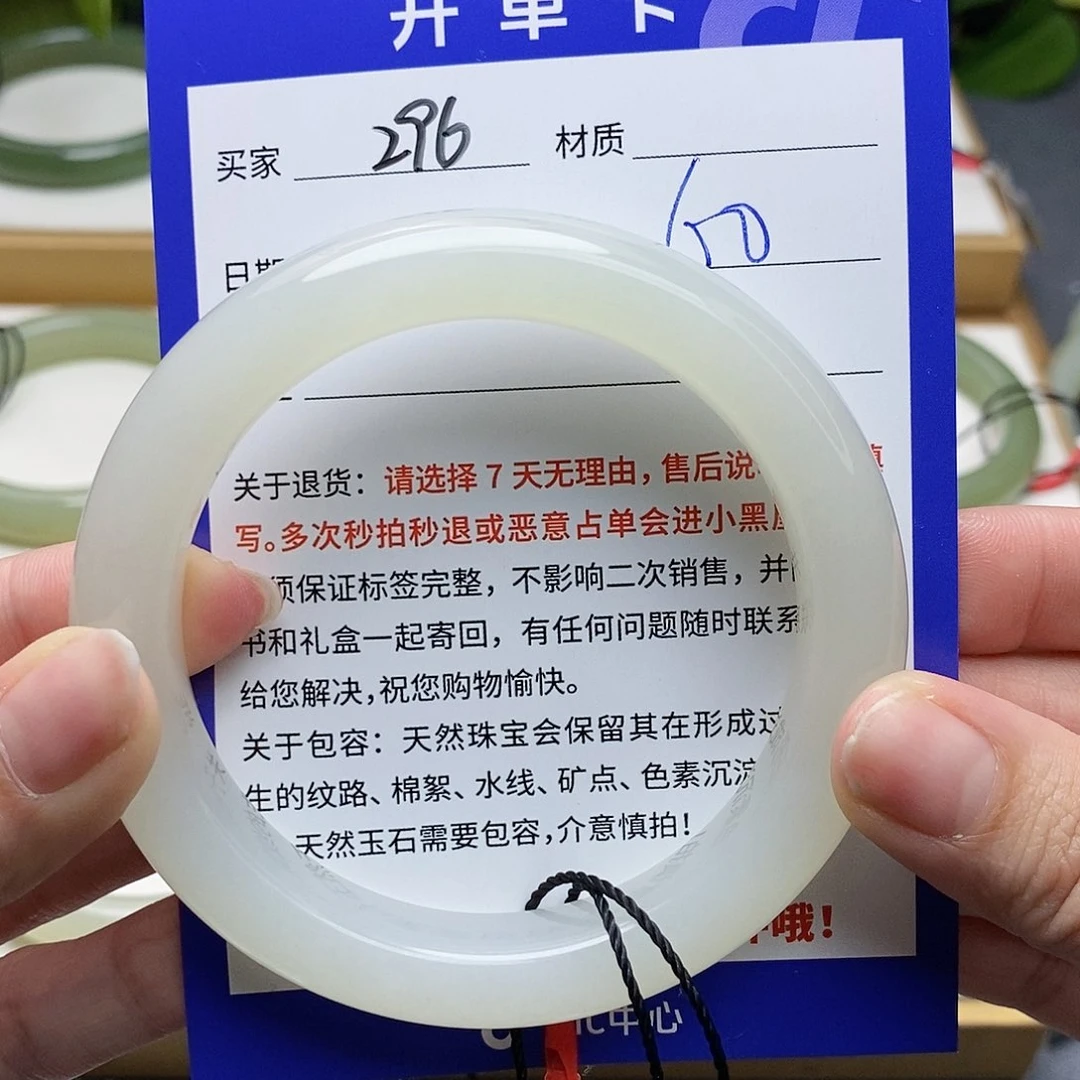 开单卡
买家 296 材质
60
日期
关于退货：请选择 7 天无理由，售后说
写。多次秒拍秒退或恶意占单会进小黑屋
须保证标签完整，不影响二次销售，并
书和礼盒一起寄回，有任何问题随时联系
给您解决，祝您购物愉快。
关于包容：天然珠宝会保留其在形成过
生的纹路、棉絮、水线、矿点、色素沉淀
天然玉石需要包容，介意慎拍！
哦！
中心